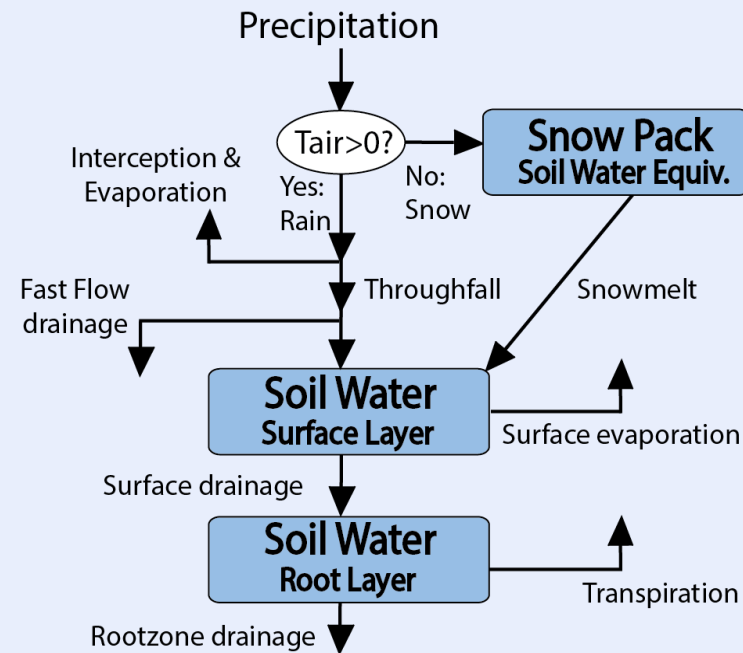 Precipitation
Tair>0?
Snow Pack
Soil Water Equiv.
Interception &
Evaporation
Yes:
Rain
No:
Snow
Fast Flow
drainage
Throughfall
Snowmelt
Soil Water
Surface Layer
Surface evaporation
Surface drainage
Soil Water
Root Layer
Transpiration
Rootzone drainage